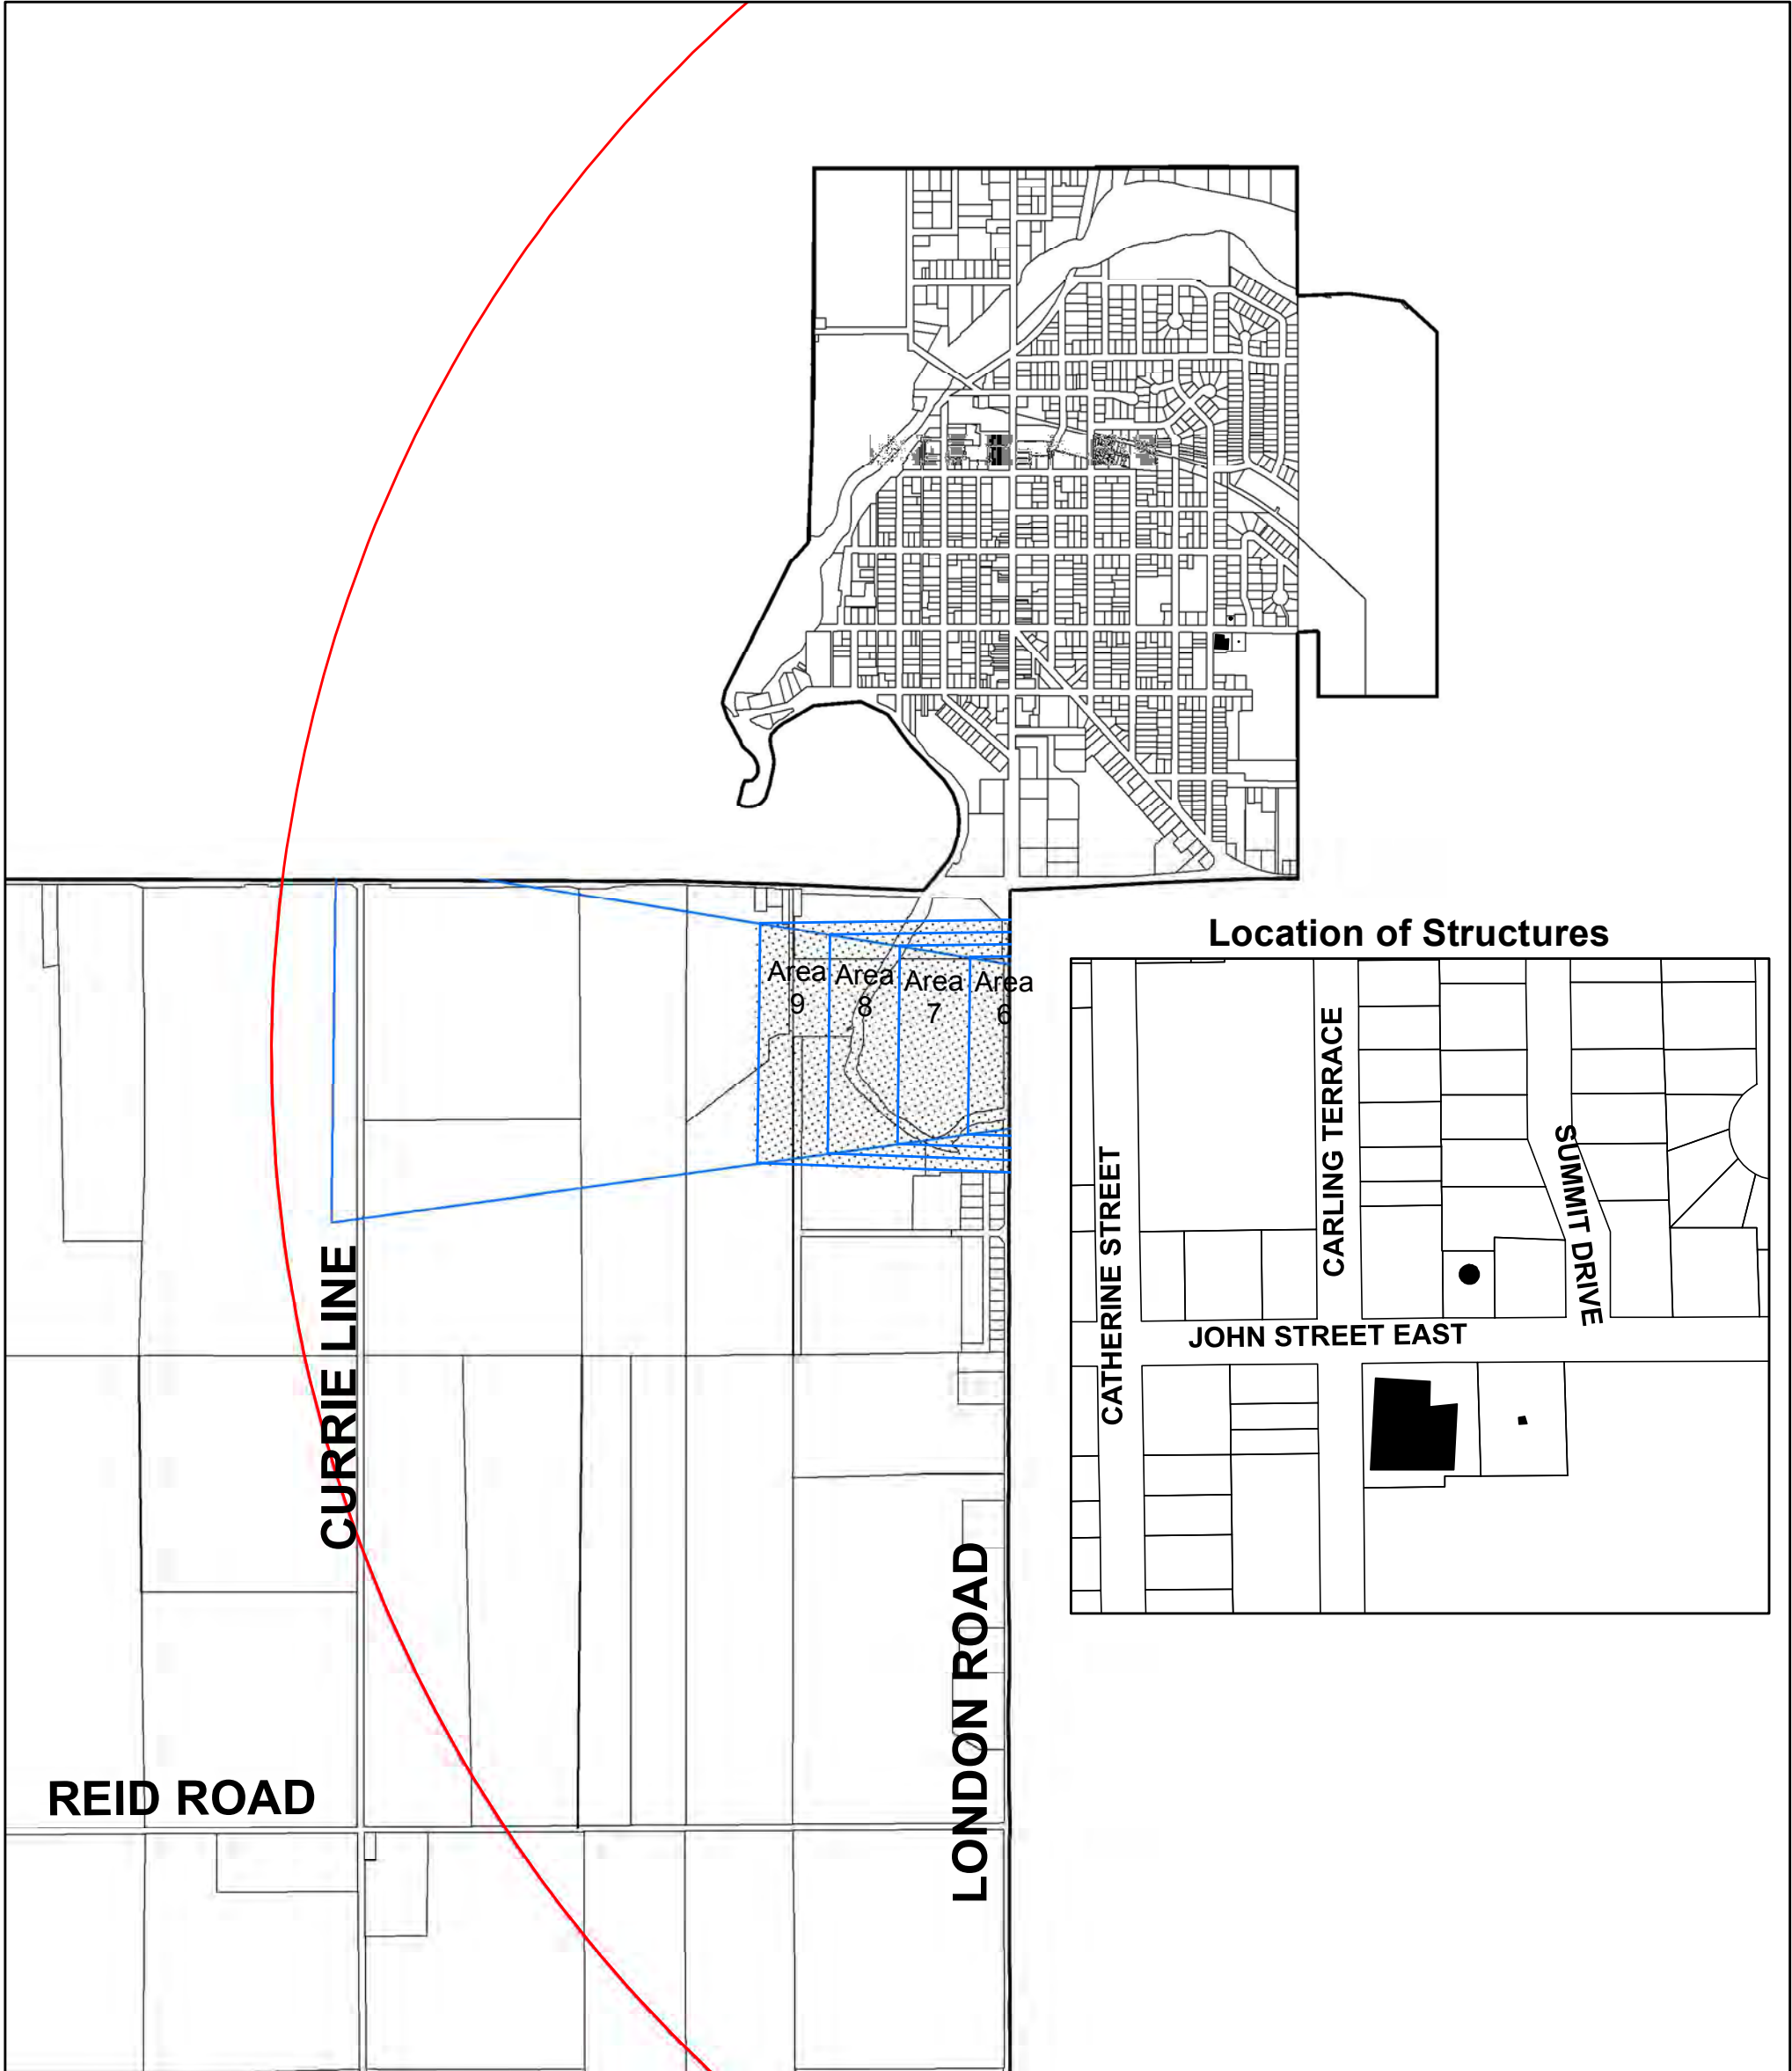 Location of Structures
Area
9
Area
8
Area
7
Area
6
CARLING TERRACE
SUMMIT DRIVE
CATHERINE STREET
JOHN STREET EAST
CURRIE LINE
LONDON ROAD
REID ROAD